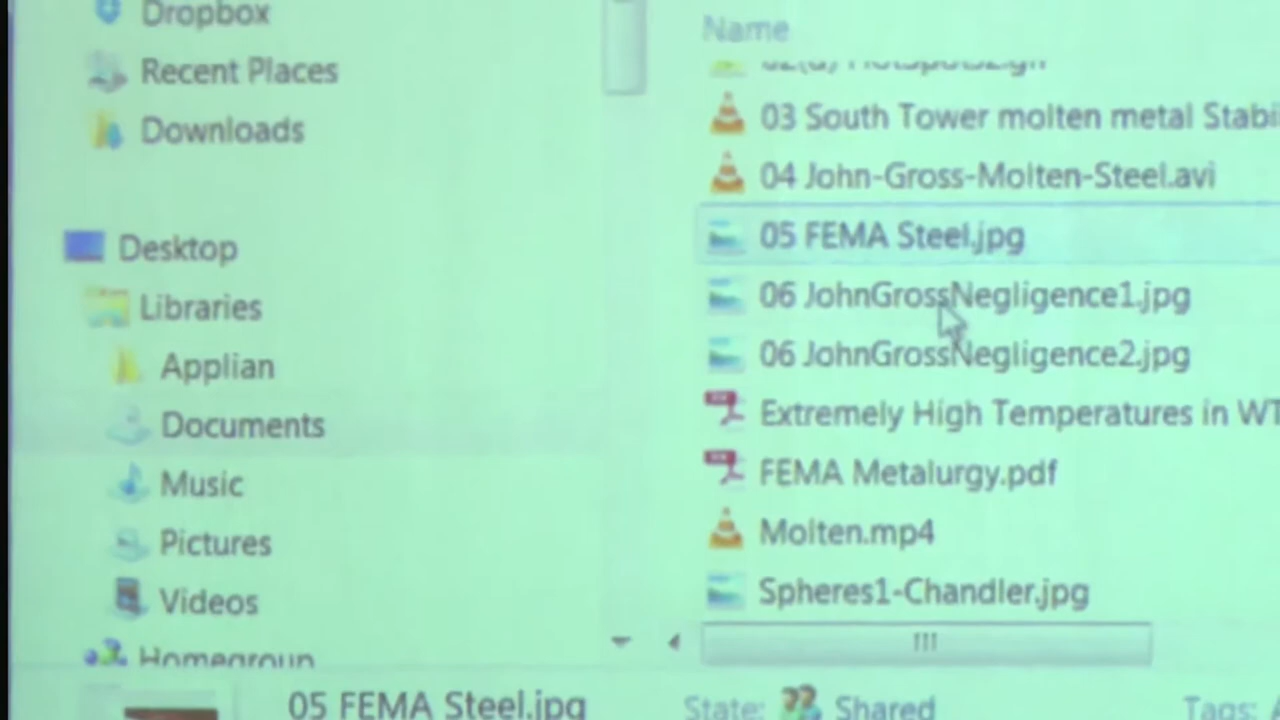 Dropbox
Recent Places
Downloads
Desktop
Libraries
Applian
Documents
Music
Pictures
Videos
Homegroup
Name
03 South Tower molten metal Stabi
04 John-Gross-Molten-Steel.avi
05 FEMA Steel.jpg
06 JohnGrossNegligence1.jpg
06 JohnGrossNegligence2.jpg
Extremely High Temperatures in WT
FEMA Metalurgy.pdf
Molten.mp4
Spheres1-Chandler.jpg
05 FEMA Steel.jpg
State: Shared
Tags: